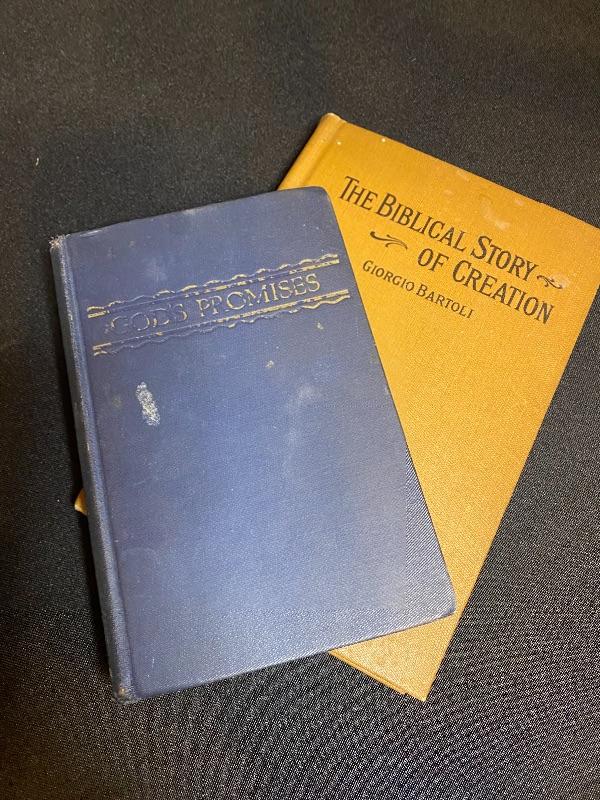 GOD'S PROMISES
THE BIBLICAL STORY
OF CREATION
GIORGIO BARTOLI